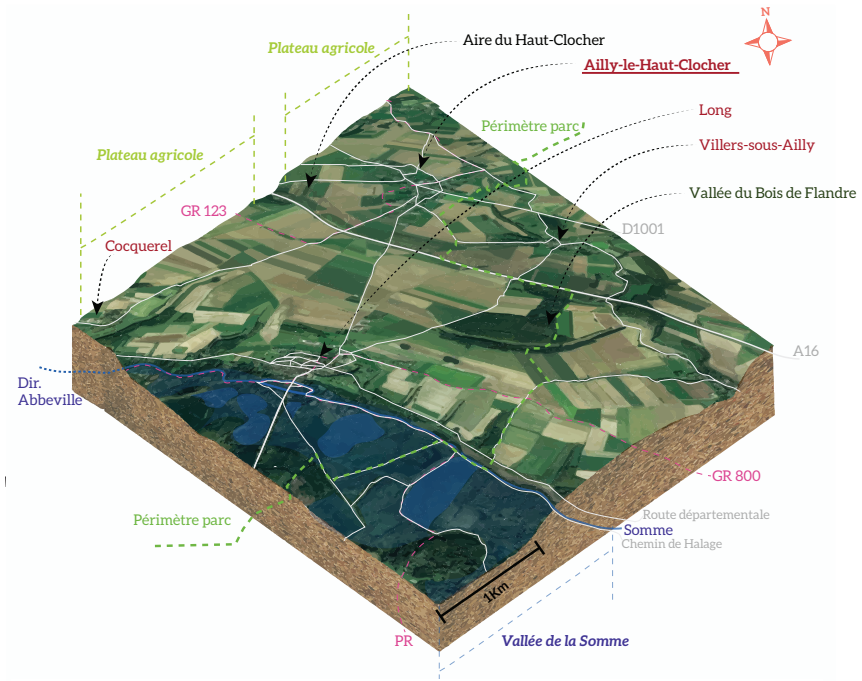 N
Plateau agricole
Aire du Haut-Clocher
Ailly-le-Haut-Clocher
Long
Périmètre parc
Villers-sous-Ailly
Plateau agricole
Vallée du Bois de Flandre
GR 123
D1001
Cocquerel
A16
Dir.
Abbeville
GR 800
Route départementale
Périmètre parc
Somme
Chemin de Halage
1Km
PR
Vallée de la Somme